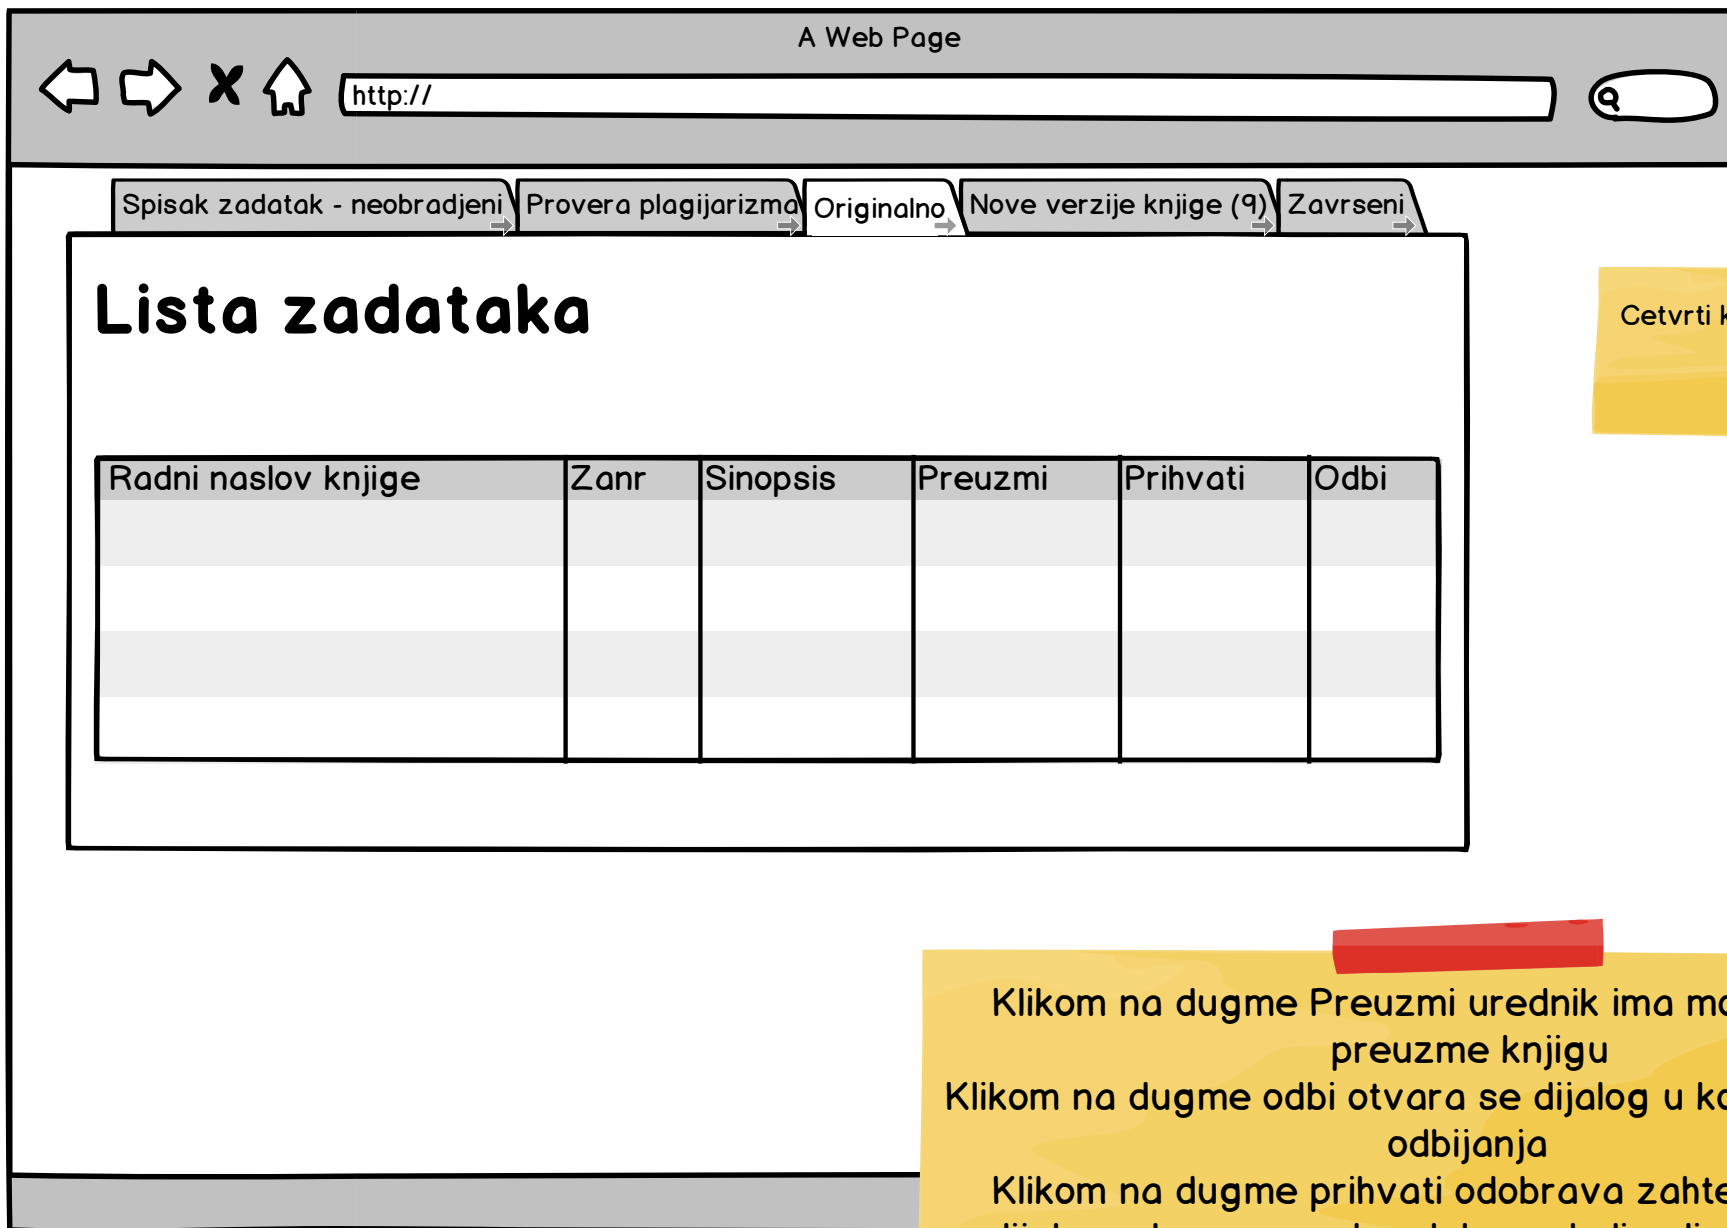 A Web Page
http://
Spisak zadatak - neobradjeni
Provera plagijarizma
Originalno
Nove verzije knjige (9)
Zavrseni
Lista zadataka
Cetvrti
Radni naslov knjige Zanr Sinopsis Preuzmi Prihvati Odbi
Klikom na dugme Preuzmi urednik ima
preuzme knjigu
Klikom na dugme odbi otvara se dijalog u
odbijanja
Klikom na dugme prihvati odobrava